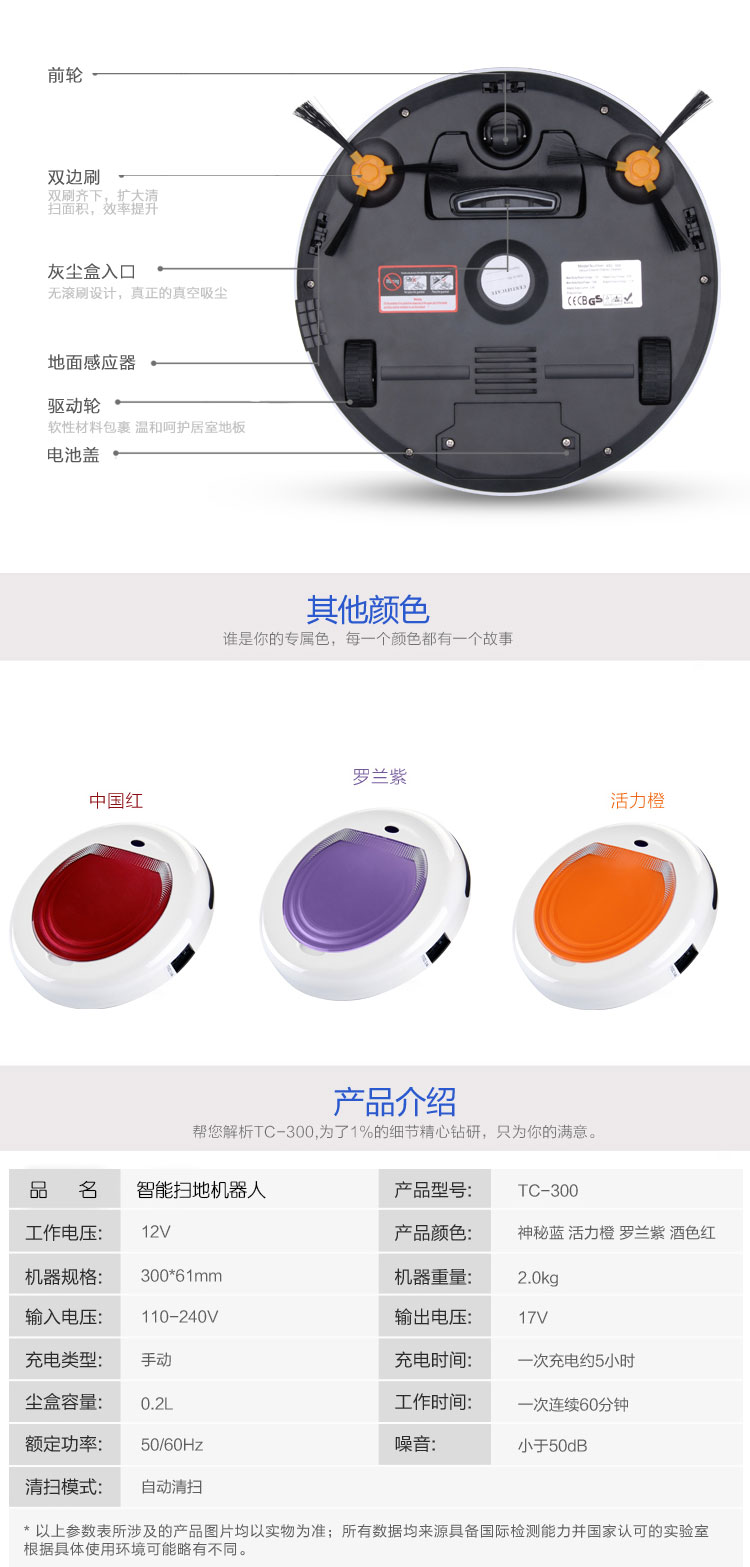 前轮
双边刷
双刷齐下，扩大清
扫面积，效率提升
灰尘盒入口
无滚刷设计，真正的真空吸尘
地面感应器
驱动轮
软性材料包裹 温和呵护居室地板
电池盖
CERTIFICATE
其他颜色
谁是你的专属色，每一个颜色都有一个故事
中国红
罗兰紫
活力橙
产品介绍
帮您解析TC-300,为了1%的细节精心钻研，只为你的满意。
品 名 智能扫地机器人 产品型号: TC-300
工作电压: 12V 产品颜色: 神秘蓝 活力橙 罗兰紫 酒色红
机器规格: 300*61mm 机器重量: 2.0kg
输入电压: 110-240V 输出电压: 17V
充电类型: 手动 充电时间: 一次充电约5小时
尘盒容量: 0.2L 工作时间: 一次连续60分钟
额定功率: 50/60Hz 噪音: 小于50dB
清扫模式: 自动清扫
* 以上参数表所涉及的产品图片均以实物为准；所有数据均来源具备国际检测能力并国家认可的实验室
根据具体使用环境可能略有不同。